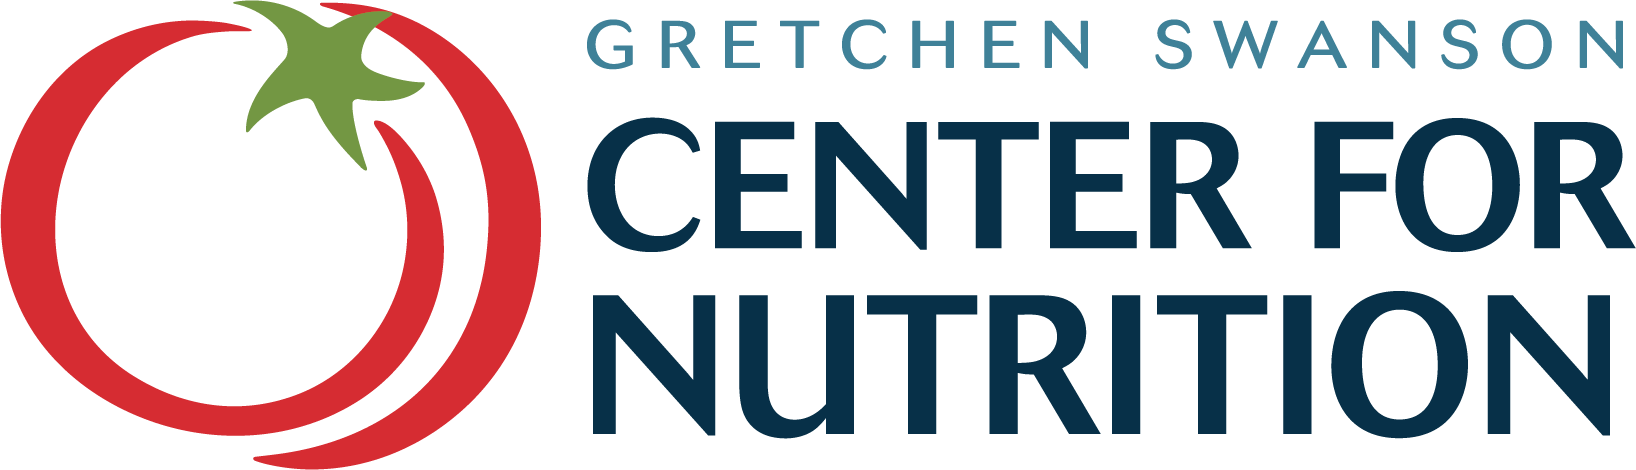 GRETCHEN SWANSON
CENTER FOR
NUTRITION